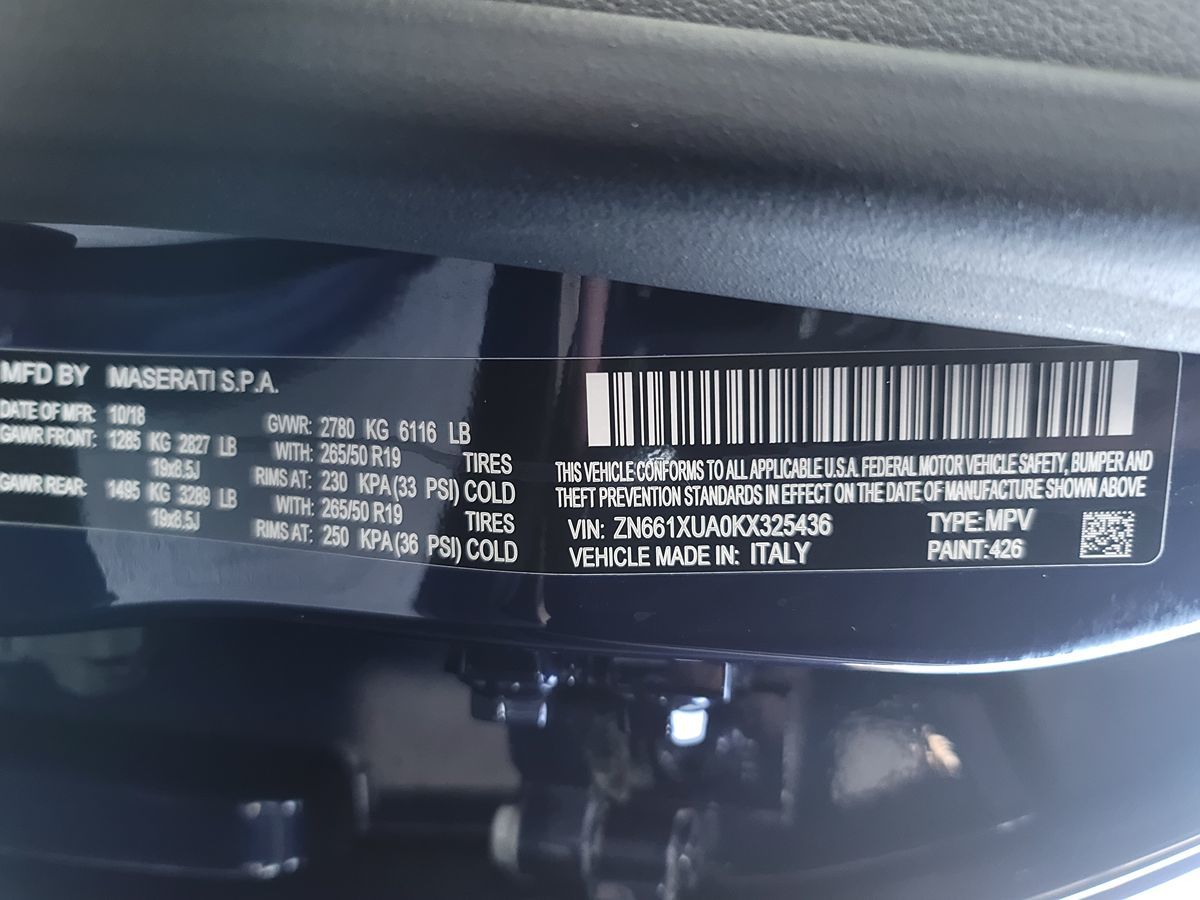 MFD BY MASERATI S.P.A.
DATE OF MFR: 10/18
GVWR: 2780 KG 6116 LB
GAWR FRONT: 1285 KG 2827 LB
WITH: 265/50 R19 TIRES
19x8.5J
RIMS AT: 230 KPA(33 PSI) COLD
GAWR REAR: 1495 KG 3289 LB
WITH: 265/50 R19 TIRES
19x8.5J
RIMS AT: 250 KPA(36 PSI) COLD
THIS VEHICLE CONFORMS TO ALL APPLICABLE U.S.A. FEDERAL MOTOR VEHICLE SAFETY, BUMPER AND
THEFT PREVENTION STANDARDS IN EFFECT ON THE DATE OF MANUFACTURE SHOWN ABOVE
VIN: ZN661XUA0KX325436 TYPE:MPV
VEHICLE MADE IN: ITALY PAINT:426